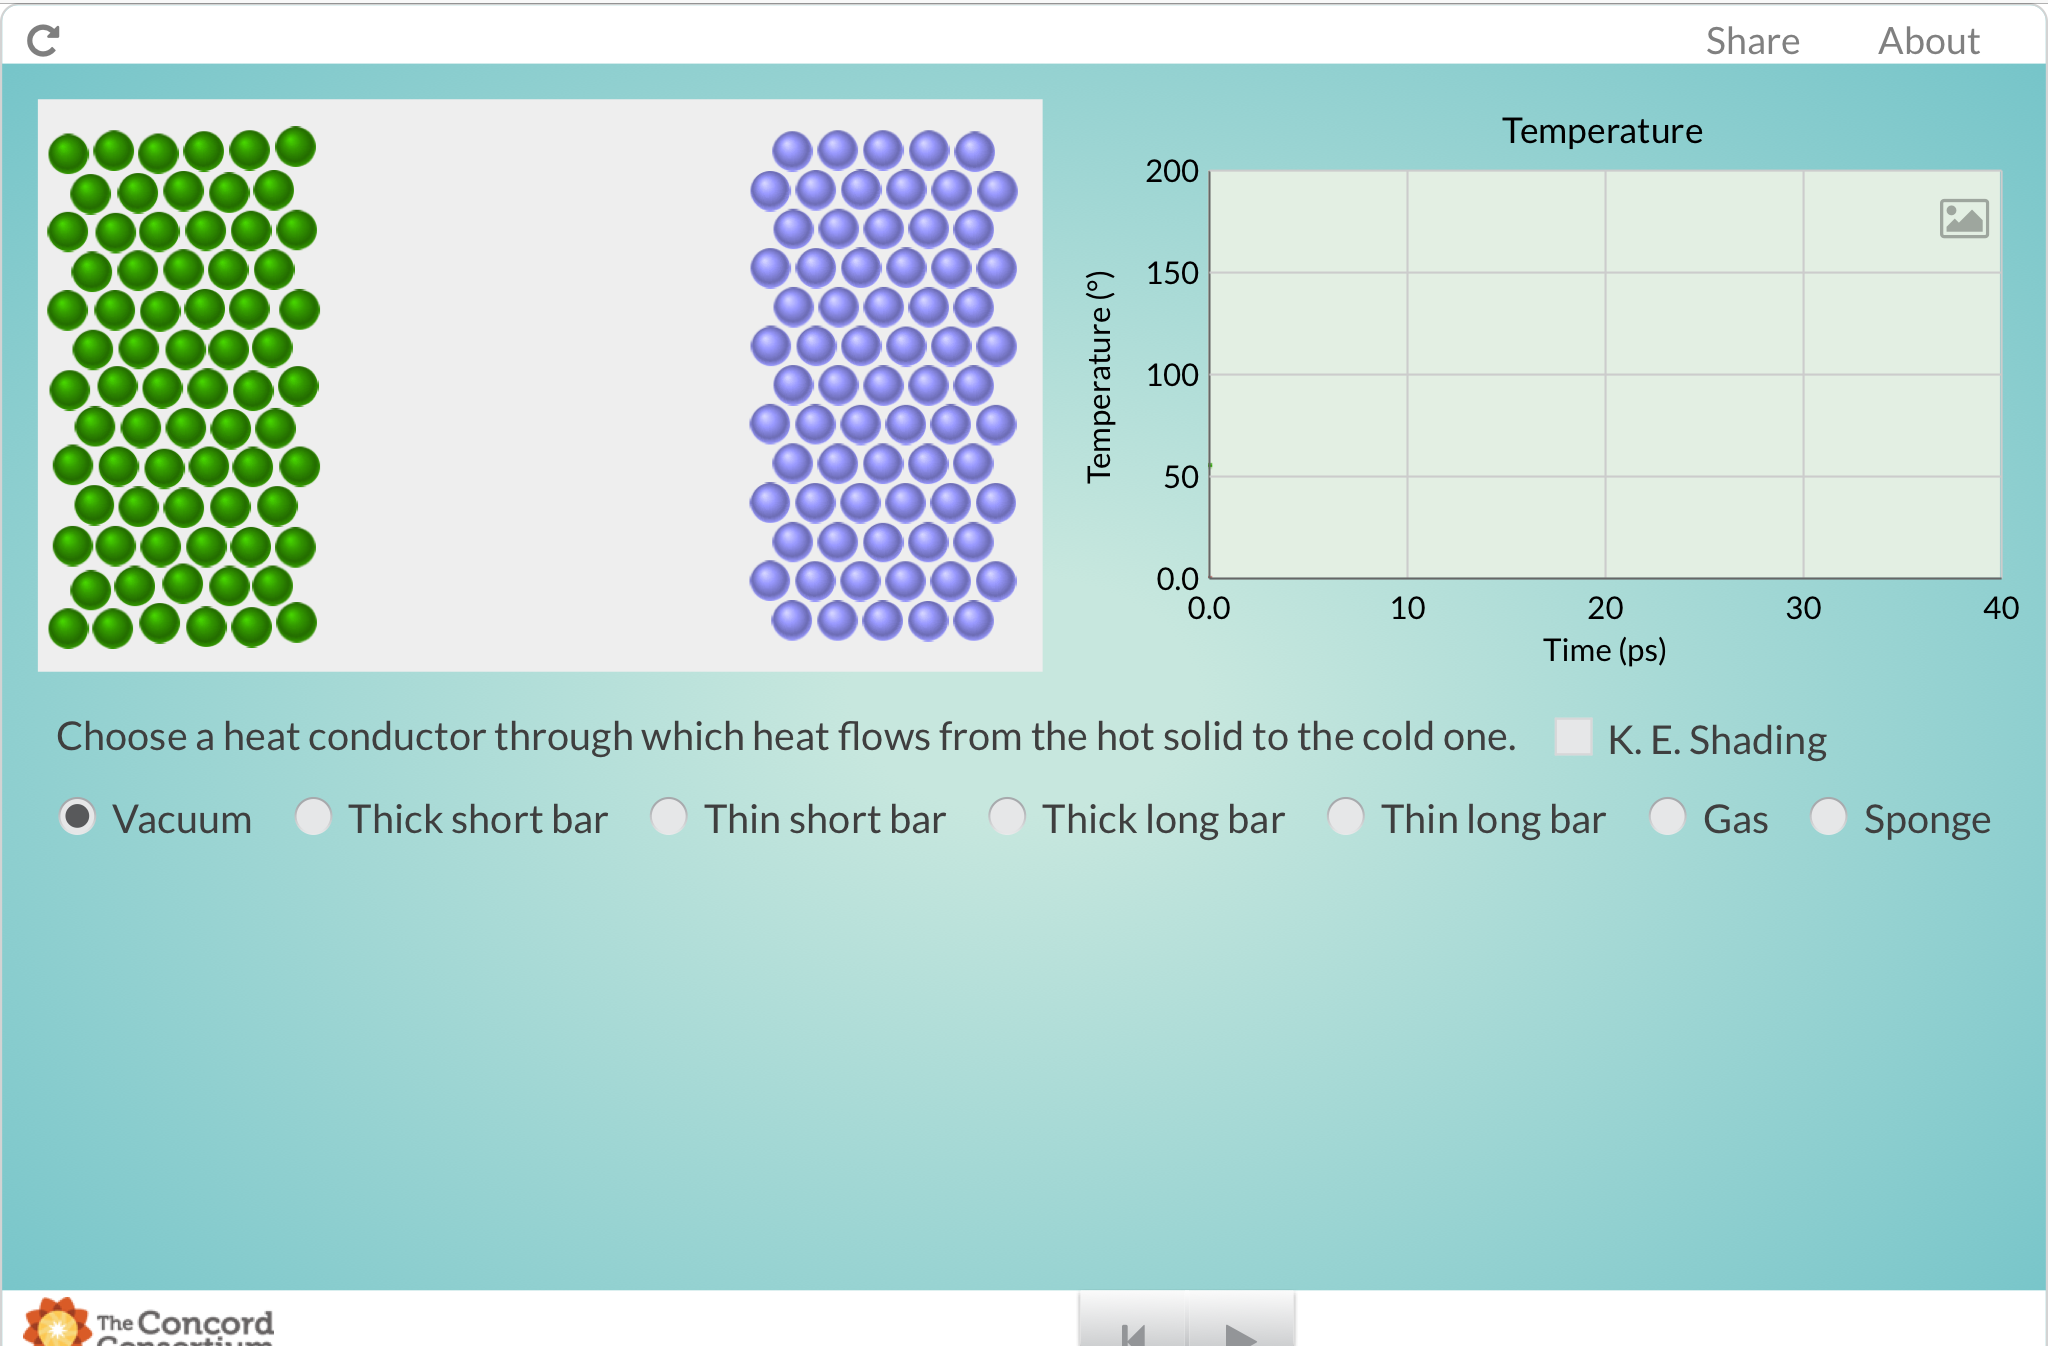 Share About
Temperature
200
150
100
50
0.0
Temperature (°)
0.0 10 20 30 40
Time (ps)
Choose a heat conductor through which heat flows from the hot solid to the cold one. K. E. Shading
Vacuum Thick short bar Thin short bar Thick long bar Thin long bar Gas Sponge
The Concord
Consortium